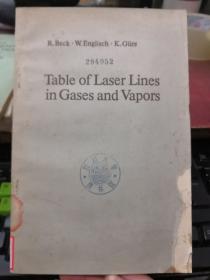 R. Beck · W. Englisch · K. Gürs
294952
Table of Laser Lines
in Gases and Vapors